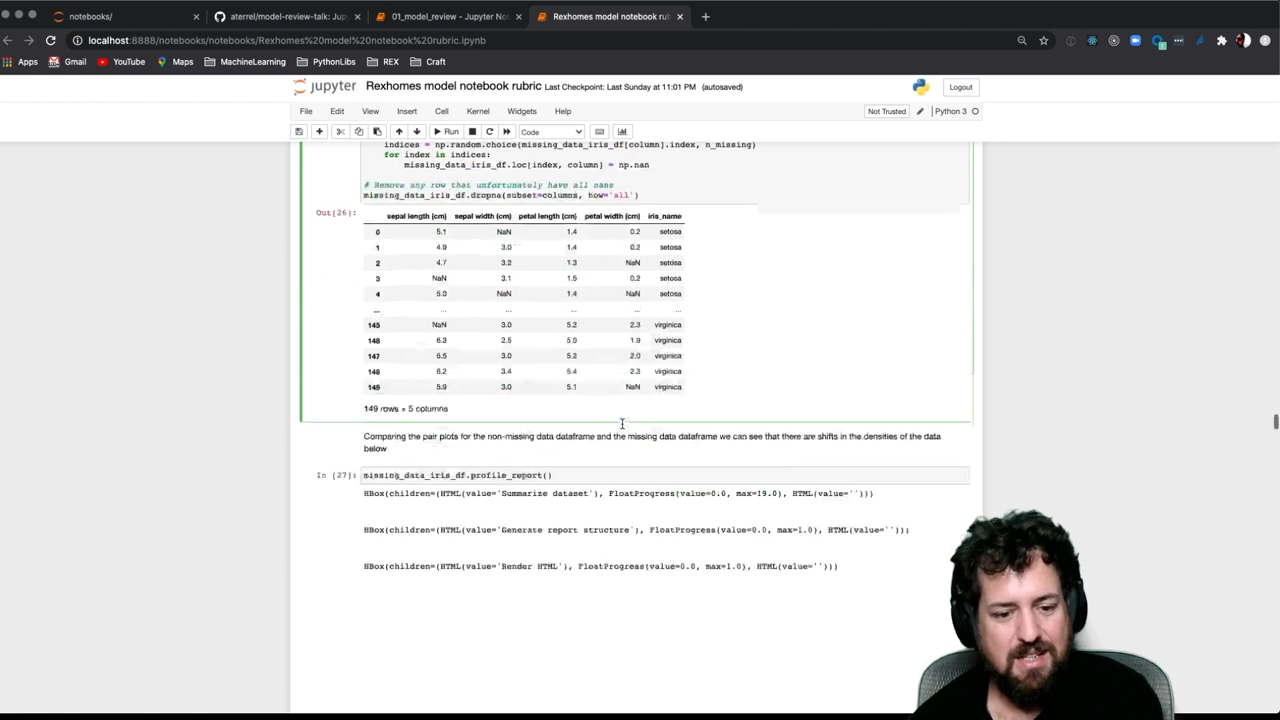 notebooks/
aterrel/model-review-talk: Jup
01_model_review - Jupyter Not
Rexhomes model notebook rub
localhost:8888/notebooks/notebooks/Rexhomes%20model%20notebook%20rubric.ipynb
Apps Gmail YouTube Maps MachineLearning PythonLibs REX Craft
jupyter Rexhomes model notebook rubric Last Checkpoint: Last Sunday at 11:01 PM (autosaved) Logout
File Edit View Insert Cell Kernel Widgets Help Not Trusted Python 3
Run Code
indices = np.random.choice(missing_data_iris_df[column].index, n_missing)
for index in indices:
missing_data_iris_df.loc[index, column] = np.nan
# Remove any row that unfortunately have all nans
missing_data_iris_df.dropna(subset=columns, how='all')
Out[26]:
sepal length (cm) sepal width (cm) petal length (cm) petal width (cm) iris_name
0 5.1 NaN 1.4 0.2 setosa
1 4.9 3.0 1.4 0.2 setosa
2 4.7 3.2 1.3 NaN setosa
3 NaN 3.1 1.5 0.2 setosa
4 5.0 NaN 1.4 NaN setosa
... ... ... ... ... ...
145 NaN 3.0 5.2 2.3 virginica
146 6.3 2.5 5.0 1.9 virginica
147 6.5 3.0 5.2 2.0 virginica
148 6.2 3.4 5.4 2.3 virginica
149 5.9 3.0 5.1 NaN virginica
149 rows × 5 columns
Comparing the pair plots for the non-missing data dataframe and the missing data dataframe we can see that there are shifts in the densities of the data
below
In [27]: missing_data_iris_df.profile_report()
HBox(children=(HTML(value='Summarize dataset'), FloatProgress(value=0.0, max=19.0), HTML(value='')))
HBox(children=(HTML(value='Generate report structure'), FloatProgress(value=0.0, max=1.0), HTML(value='')))
HBox(children=(HTML(value='Render HTML'), FloatProgress(value=0.0, max=1.0), HTML(value='')))